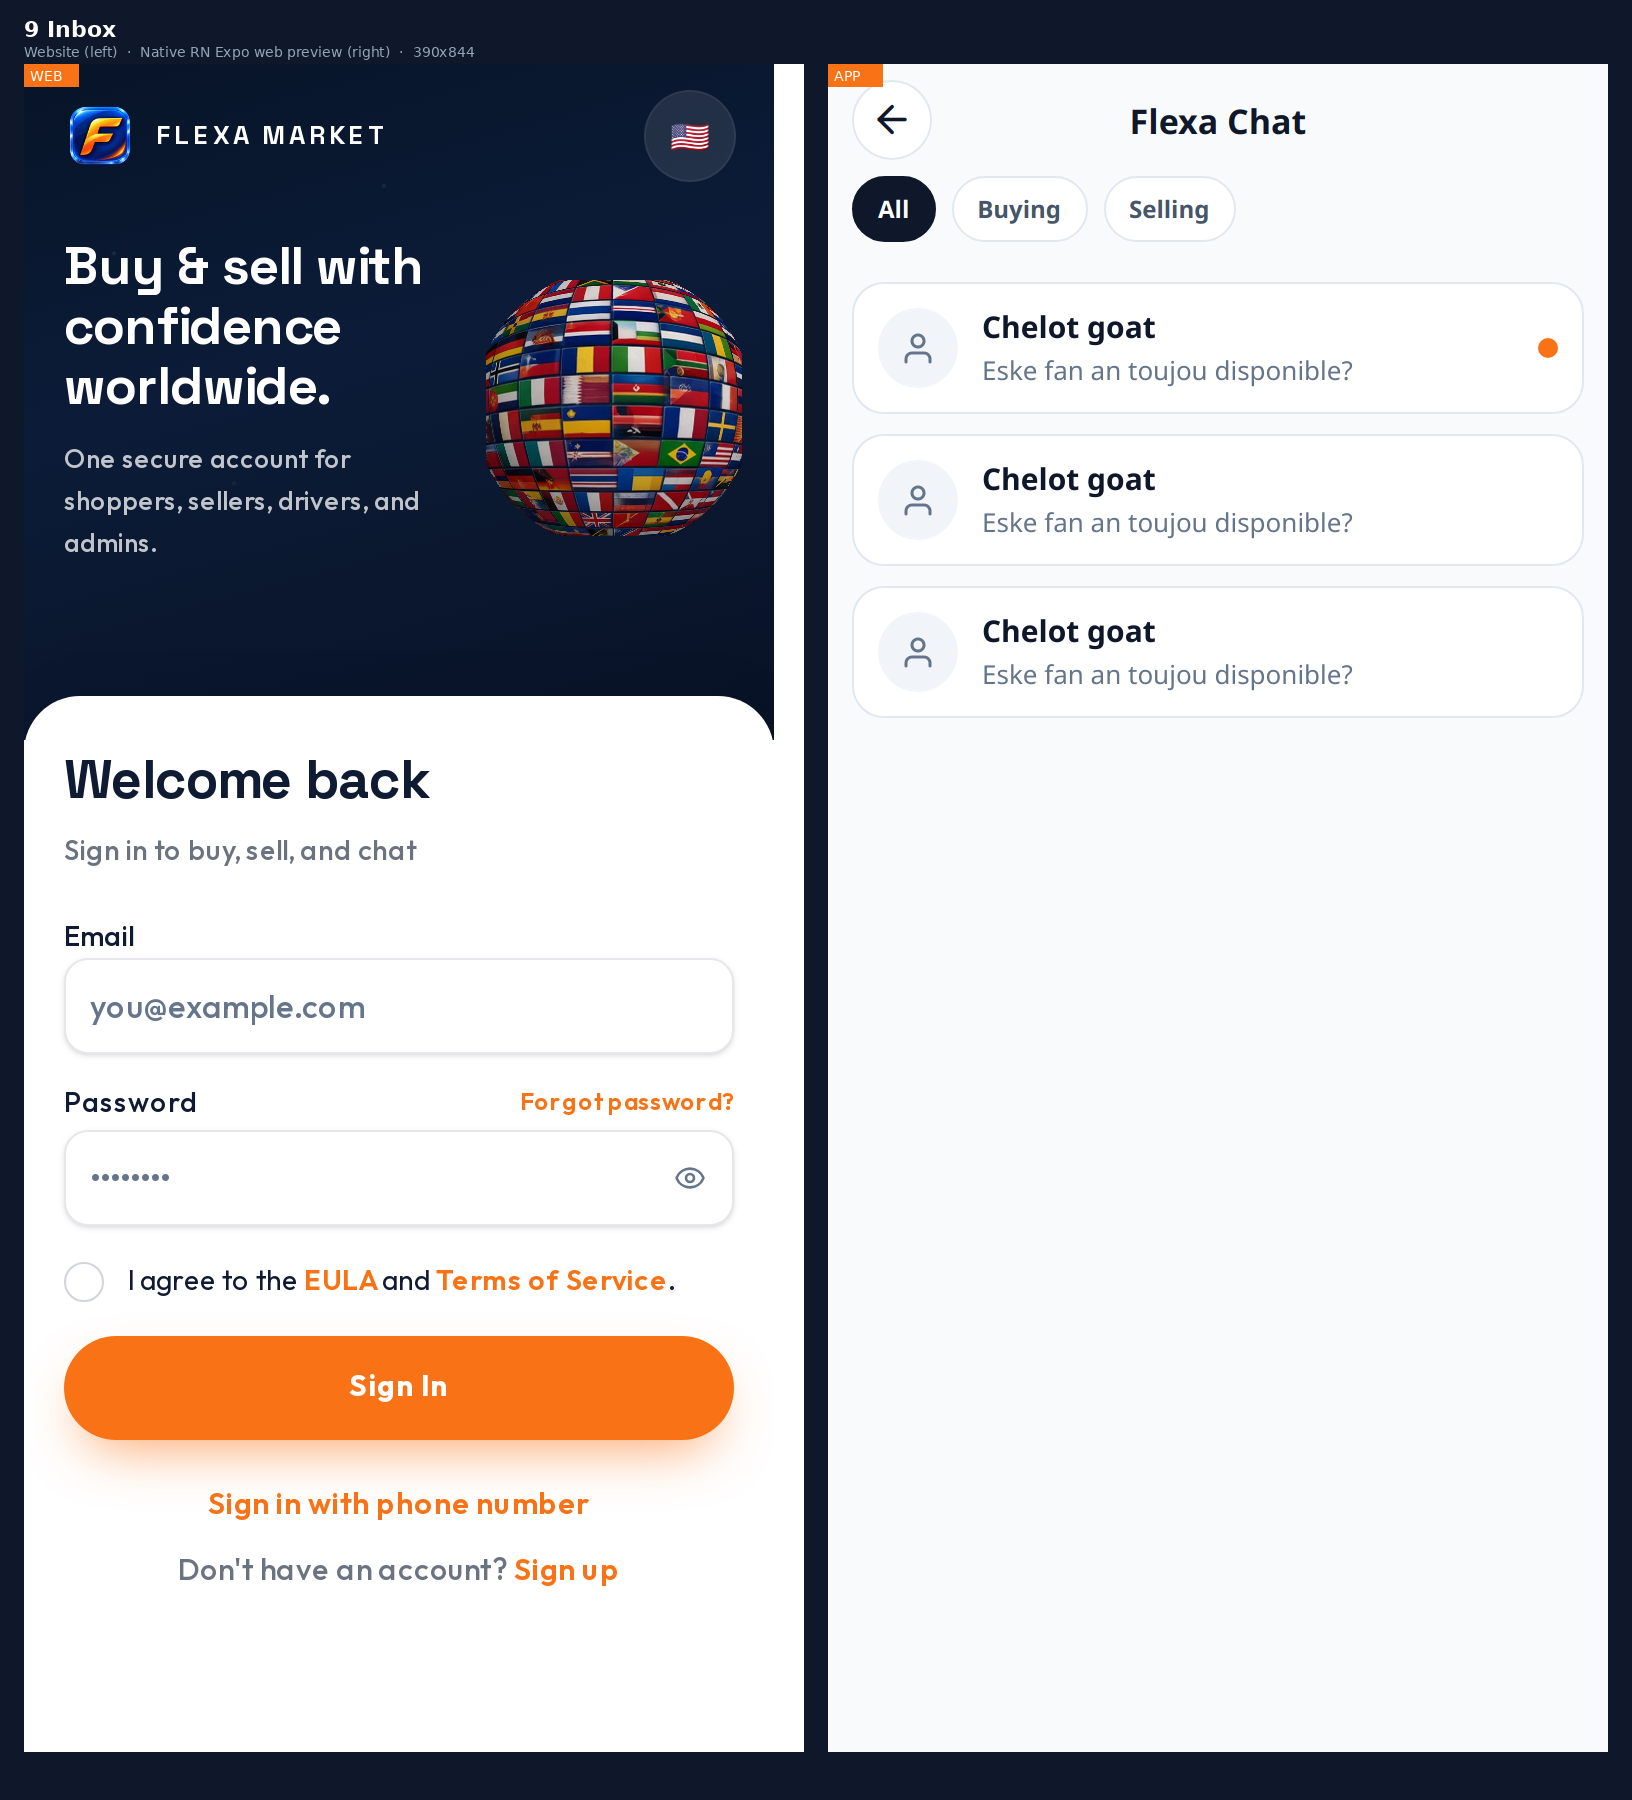 9 Inbox
Website (left) · Native RN Expo web preview (right) · 390x844
WEB
FLEXA MARKET
Buy & sell with
confidence
worldwide.
One secure account for
shoppers, sellers, drivers, and
admins.
Welcome back
Sign in to buy, sell, and chat
Email
you@example.com
Password
Forgot password?
••••••••
I agree to the EULA and Terms of Service.
Sign In
Sign in with phone number
Don't have an account? Sign up
APP
Flexa Chat
All
Buying
Selling
Chelot goat
Eske fan an toujou disponible?
Chelot goat
Eske fan an toujou disponible?
Chelot goat
Eske fan an toujou disponible?